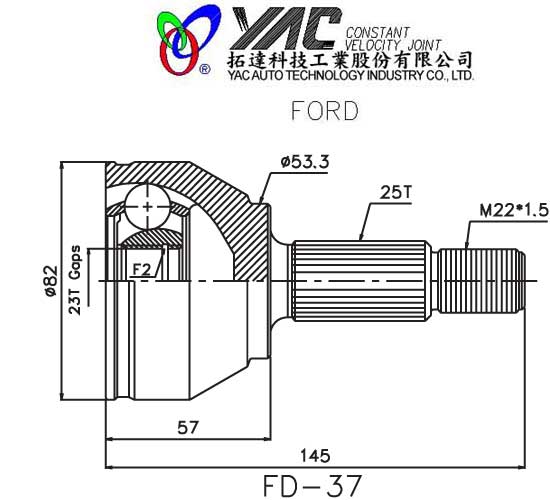 YAC CONSTANT
VELOCITY JOINT
拓達科技工業股份有限公司
YAC AUTO TECHNOLOGY INDUSTRY CO., LTD.
®
FORD
ø53.3
25T
M22*1.5
ø82
23T Gaps
F2
57
145
FD-37